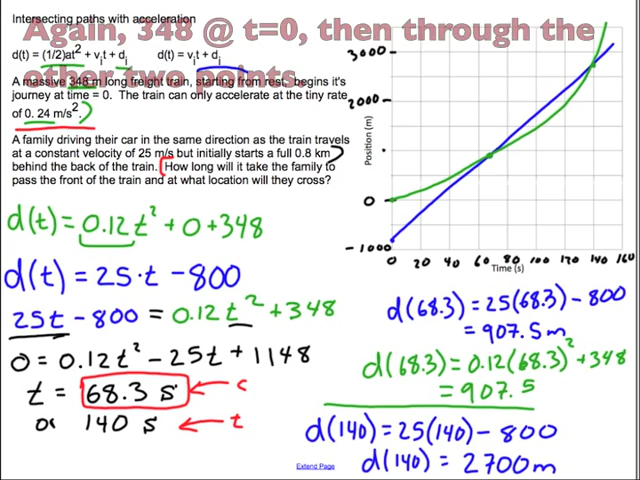 Intersecting paths with acceleration
Again, 348 @ t=0, then through the
other two points.
d(t) = (1/2)at² + vᵢt + dᵢ    d(t) = vᵢt + dᵢ
A massive 348 m long freight train, starting from rest, begins it's
journey at time = 0. The train can only accelerate at the tiny rate
of 0. 24 m/s².
A family driving their car in the same direction as the train travels
at a constant velocity of 25 m/s but initially starts a full 0.8 km
behind the back of the train. How long will it take the family to
pass the front of the train and at what location will they cross?
d(t) = 0.12t² + 0 + 348
d(t) = 25·t - 800
25t - 800 = 0.12t² + 348
0 = 0.12t² - 25t + 1148
t = 68.3 s ← c
or 140 s ← t
3000
2000
0
-1000
Position (m)
0 20 40 60 80 100 120 140 160
Time (s)
d(68.3) = 25(68.3) - 800
= 907.5m
d(68.3) = 0.12(68.3)² + 348
= 907.5
d(140) = 25(140) - 800
d(140) = 2700m
Extend Page